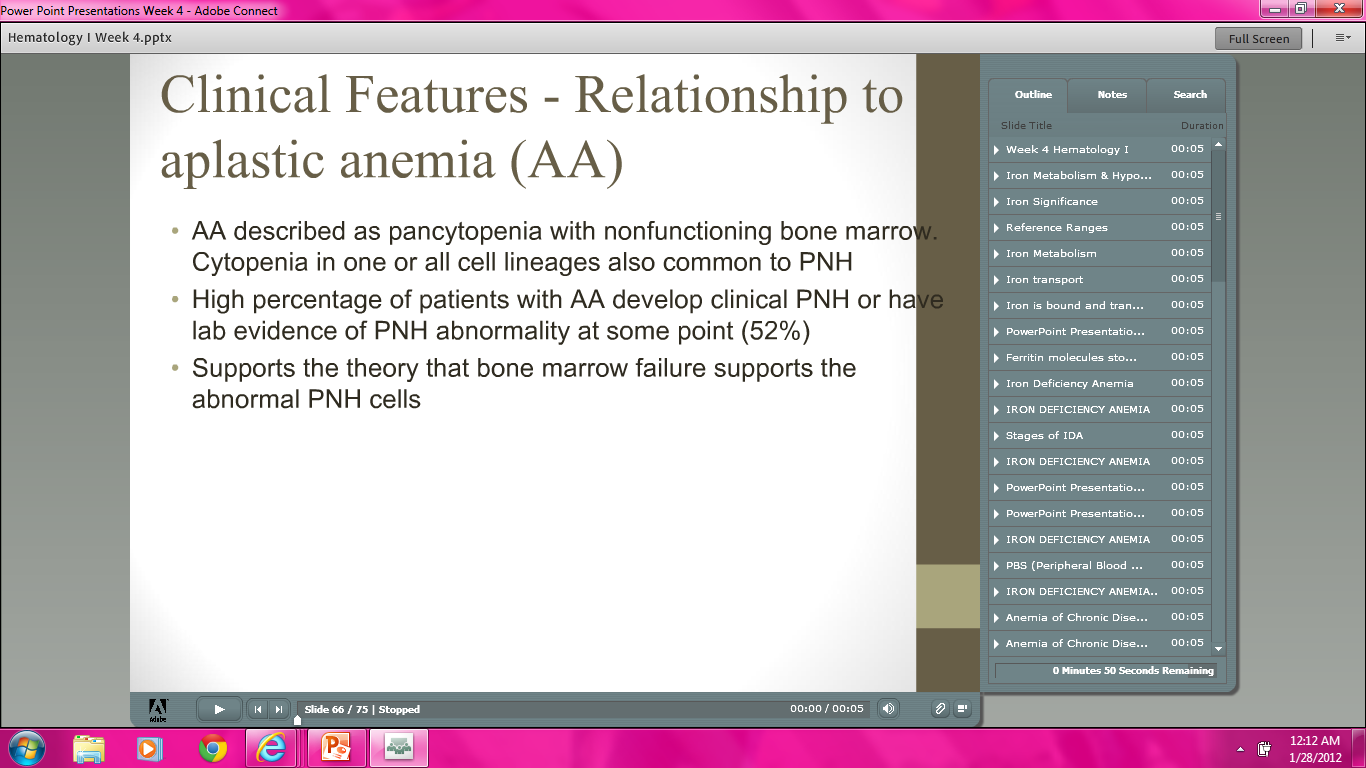 Power Point Presentations Week 4 - Adobe Connect
Hematology I Week 4.pptx
Full Screen
Clinical Features - Relationship to
aplastic anemia (AA)
• AA described as pancytopenia with nonfunctioning bone marrow.
Cytopenia in one or all cell lineages also common to PNH
• High percentage of patients with AA develop clinical PNH or have
lab evidence of PNH abnormality at some point (52%)
• Supports the theory that bone marrow failure supports the
abnormal PNH cells
Outline Notes Search
Slide Title Duration
Week 4 Hematology I 00:05
Iron Metabolism & Hypo... 00:05
Iron Significance 00:05
Reference Ranges 00:05
Iron Metabolism 00:05
Iron transport 00:05
Iron is bound and tran... 00:05
PowerPoint Presentatio... 00:05
Ferritin molecules sto... 00:05
Iron Deficiency Anemia 00:05
IRON DEFICIENCY ANEMIA 00:05
Stages of IDA 00:05
IRON DEFICIENCY ANEMIA 00:05
PowerPoint Presentatio... 00:05
PowerPoint Presentatio... 00:05
IRON DEFICIENCY ANEMIA 00:05
PBS (Peripheral Blood ... 00:05
IRON DEFICIENCY ANEMIA.. 00:05
Anemia of Chronic Dise... 00:05
Anemia of Chronic Dise... 00:05
0 Minutes 50 Seconds Remaining
Adobe
Slide 66 / 75 | Stopped
00:00 / 00:05
12:12 AM
1/28/2012